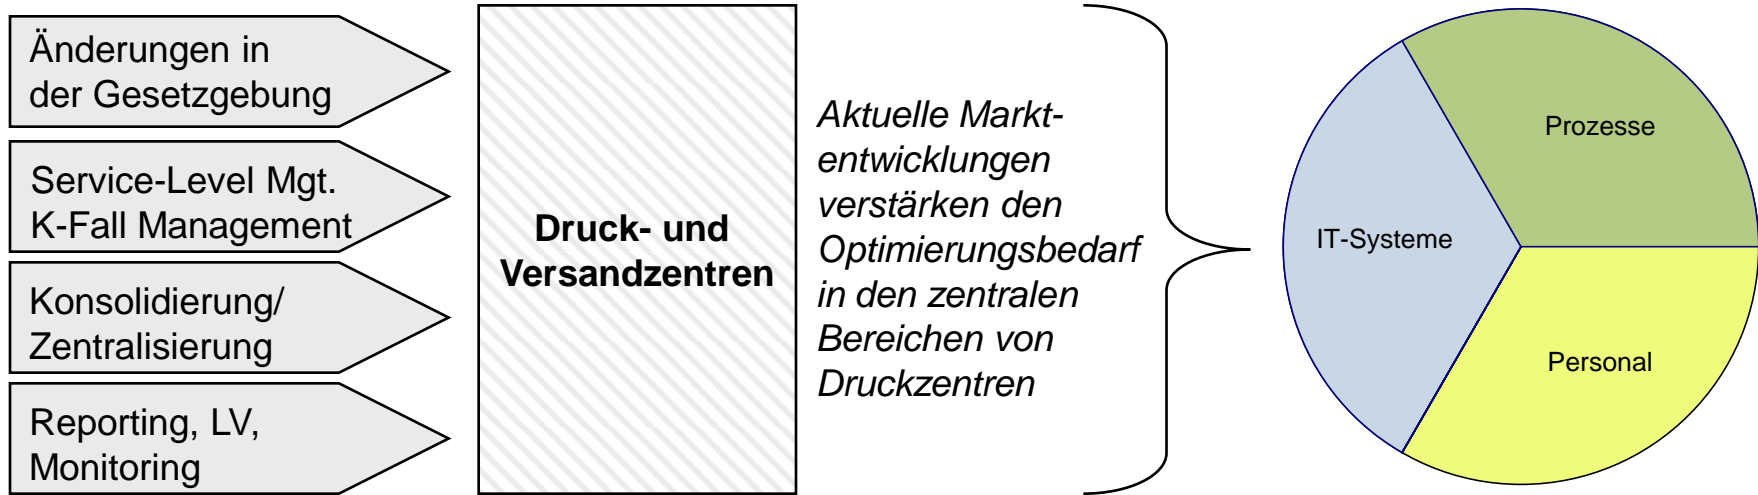 Änderungen in
der Gesetzgebung
Service-Level Mgt.
K-Fall Management
Konsolidierung/
Zentralisierung
Reporting, LV,
Monitoring
Druck- und
Versandzentren
Aktuelle Markt-
entwicklungen
verstärken den
Optimierungsbedarf
in den zentralen
Bereichen von
Druckzentren
Prozesse
IT-Systeme
Personal